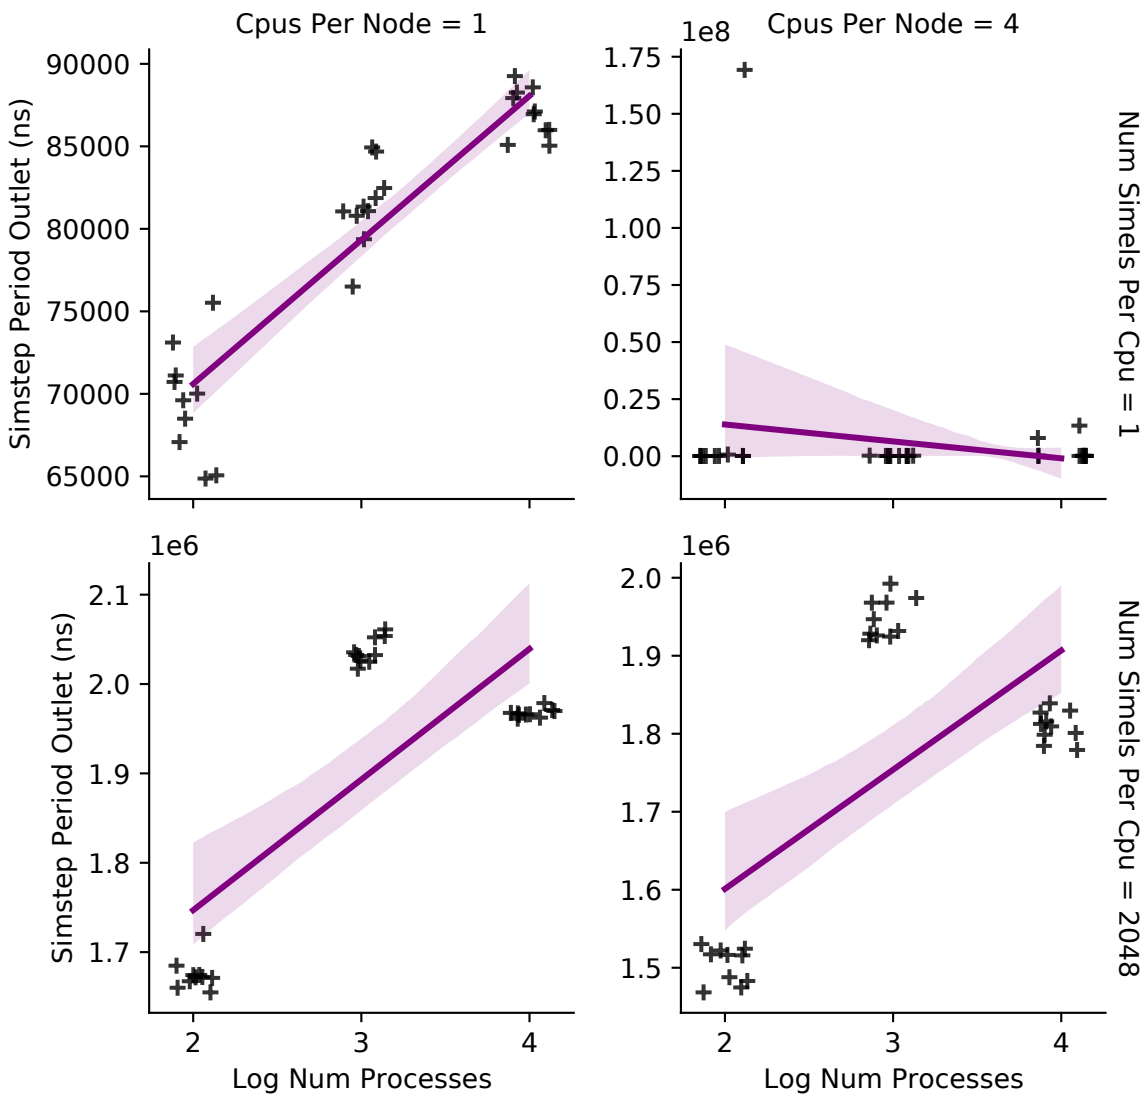 Cpus Per Node = 1
Cpus Per Node = 4
1e8
90000
85000
80000
75000
70000
65000
Simstep Period Outlet (ns)
1.75
1.50
1.25
1.00
0.75
0.50
0.25
0.00
Num Simels Per Cpu = 1
1e6
2.1
2.0
1.9
1.8
1.7
Simstep Period Outlet (ns)
2
3
4
Log Num Processes
1e6
2.0
1.9
1.8
1.7
1.6
1.5
2
3
4
Log Num Processes
Num Simels Per Cpu = 2048